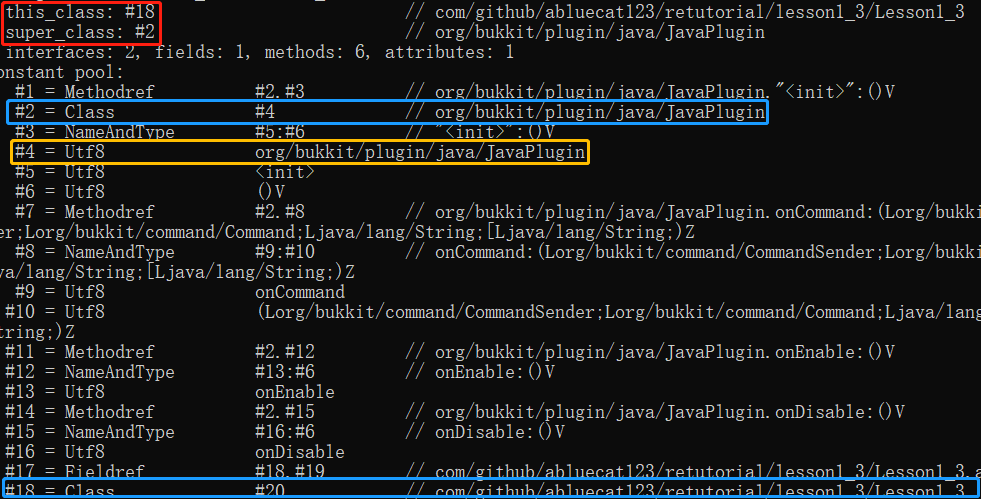 this_class: #18 // com/github/abluecat123/retutorial/lesson1_3/Lesson1_3
super_class: #2 // org/bukkit/plugin/java/JavaPlugin
interfaces: 2, fields: 1, methods: 6, attributes: 1
onstant pool:
#1 = Methodref #2.#3 // org/bukkit/plugin/java/JavaPlugin."<init>":()V
#2 = Class #4 // org/bukkit/plugin/java/JavaPlugin
#3 = NameAndType #5:#6 // "<init>":()V
#4 = Utf8 org/bukkit/plugin/java/JavaPlugin
#5 = Utf8 <init>
#6 = Utf8 ()V
#7 = Methodref #2.#8 // org/bukkit/plugin/java/JavaPlugin.onCommand:(Lorg/bukki
er;Lorg/bukkit/command/Command;Ljava/lang/String;[Ljava/lang/String;)Z
#8 = NameAndType #9:#10 // onCommand:(Lorg/bukkit/command/CommandSender;Lorg/bukki
ava/lang/String;[Ljava/lang/String;)Z
#9 = Utf8 onCommand
#10 = Utf8 (Lorg/bukkit/command/CommandSender;Lorg/bukkit/command/Command;Ljava/lang
tring;)Z
#11 = Methodref #2.#12 // org/bukkit/plugin/java/JavaPlugin.onEnable:()V
#12 = NameAndType #13:#6 // onEnable:()V
#13 = Utf8 onEnable
#14 = Methodref #2.#15 // org/bukkit/plugin/java/JavaPlugin.onDisable:()V
#15 = NameAndType #16:#6 // onDisable:()V
#16 = Utf8 onDisable
#17 = Fieldref #18.#19 // com/github/abluecat123/retutorial/lesson1_3/Lesson1_3.a
#18 = Class #20 // com/github/abluecat123/retutorial/lesson1_3/Lesson1_3